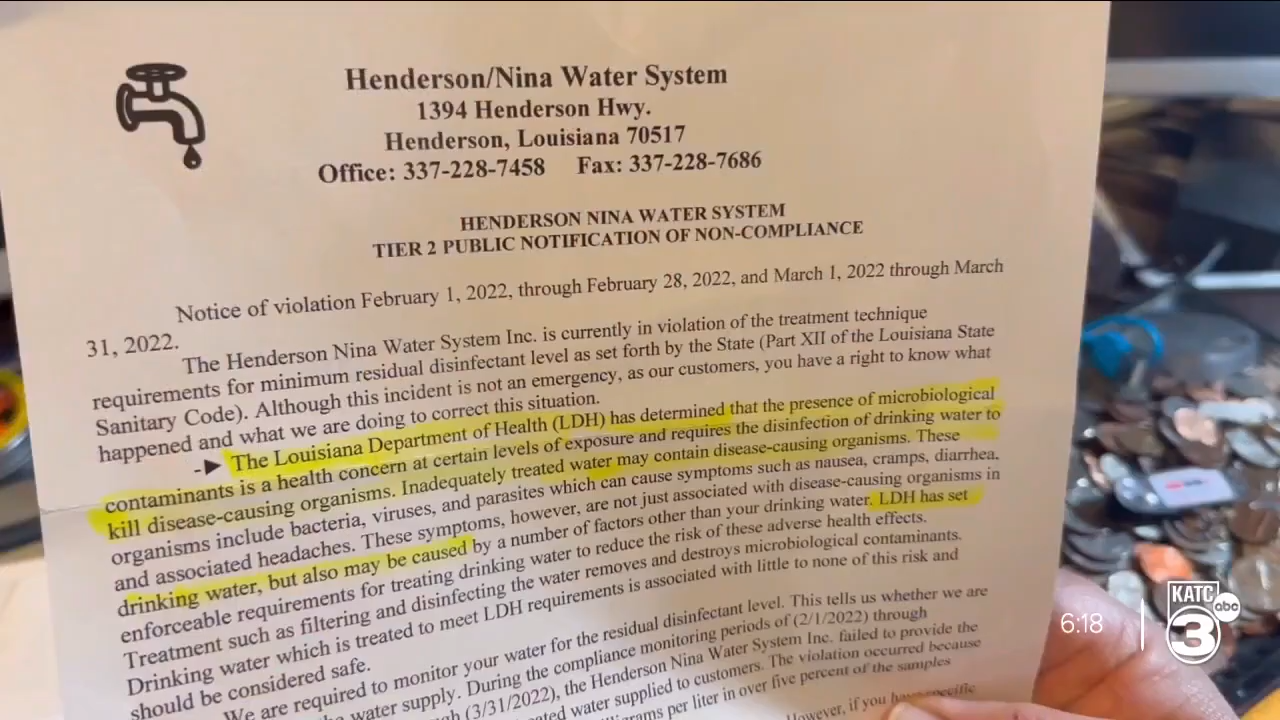 Henderson/Nina Water System
1394 Henderson Hwy.
Henderson, Louisiana 70517
Office: 337-228-7458 Fax: 337-228-7686
HENDERSON NINA WATER SYSTEM
TIER 2 PUBLIC NOTIFICATION OF NON-COMPLIANCE
Notice of violation February 1, 2022, through February 28, 2022, and March 1, 2022 through March
31, 2022.
The Henderson Nina Water System Inc. is currently in violation of the treatment technique
requirements for minimum residual disinfectant level as set forth by the State (Part XII of the Louisiana State
Sanitary Code). Although this incident is not an emergency, as our customers, you have a right to know what
happened and what we are doing to correct this situation.
-► The Louisiana Department of Health (LDH) has determined that the presence of microbiological
contaminants is a health concern at certain levels of exposure and requires the disinfection of drinking water to
kill disease-causing organisms. Inadequately treated water may contain disease-causing organisms. These
organisms include bacteria, viruses, and parasites which can cause symptoms such as nausea, cramps, diarrhea.
and associated headaches. These symptoms, however, are not just associated with disease-causing organisms in
drinking water, but also may be caused by a number of factors other than your drinking water. LDH has set
enforceable requirements for treating drinking water to reduce the risk of these adverse health effects.
Treatment such as filtering and disinfecting the water removes and destroys microbiological contaminants.
Drinking water which is treated to meet LDH requirements is associated with little to none of this risk and
should be considered safe.
We are required to monitor your water for the residual disinfectant level. This tells us whether we are
water supply. During the compliance monitoring periods of (2/1/2022) through
(3/31/2022), the Henderson Nina Water System Inc. failed to provide the
water supplied to customers. The violation occurred because
per liter in over five percent of the samples
However, if you have specific
6:18
KATC
3
abc